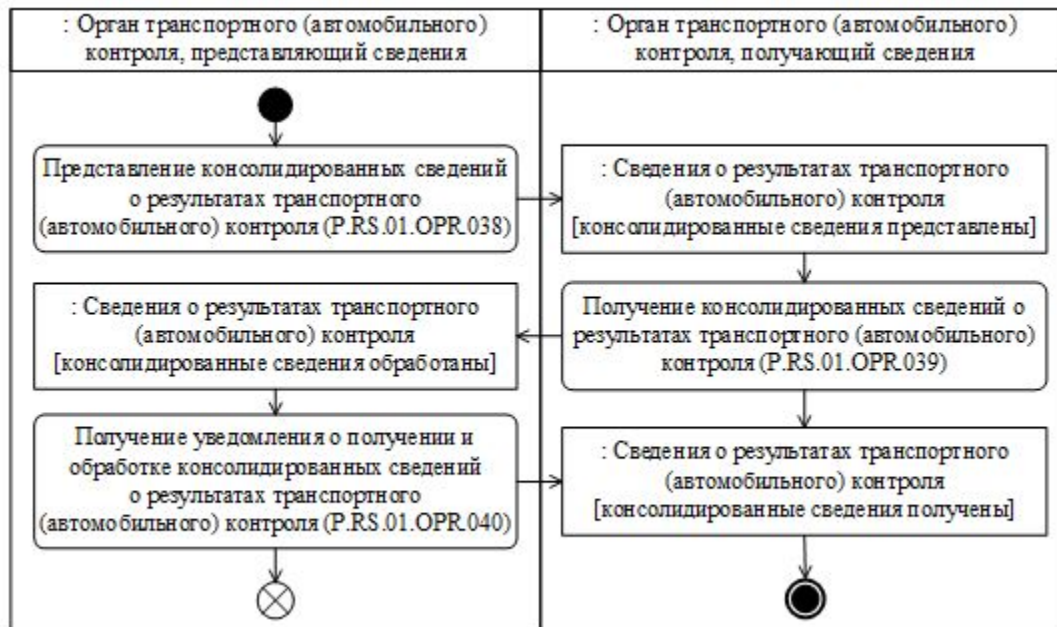 : Орган транспортного (автомобильного)
контроля, представляющий сведения
: Орган транспортного (автомобильного)
контроля, получающий сведения
Представление консолидированных сведений
о результатах транспортного
(автомобильного) контроля (P.RS.01.OPR.038)
: Сведения о результатах транспортного
(автомобильного) контроля
[консолидированные сведения представлены]
: Сведения о результатах транспортного
(автомобильного) контроля
[консолидированные сведения обработаны]
Получение консолидированных сведений о
результатах транспортного (автомобильного)
контроля (P.RS.01.OPR.039)
Получение уведомления о получении и
обработке консолидированных сведений
о результатах транспортного
(автомобильного) контроля (P.RS.01.OPR.040)
: Сведения о результатах транспортного
(автомобильного) контроля
[консолидированные сведения получены]